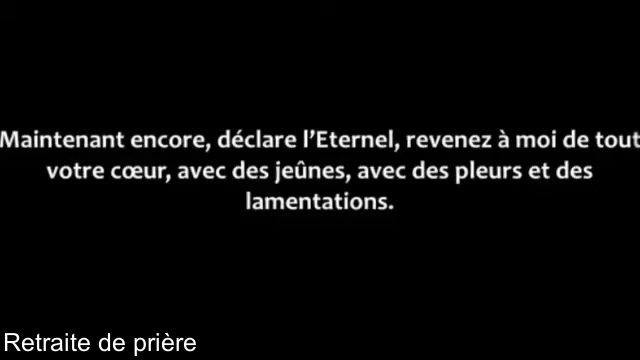 Maintenant encore, déclare l’Eternel, revenez à moi de tout
votre cœur, avec des jeûnes, avec des pleurs et des
lamentations.
Retraite de prière